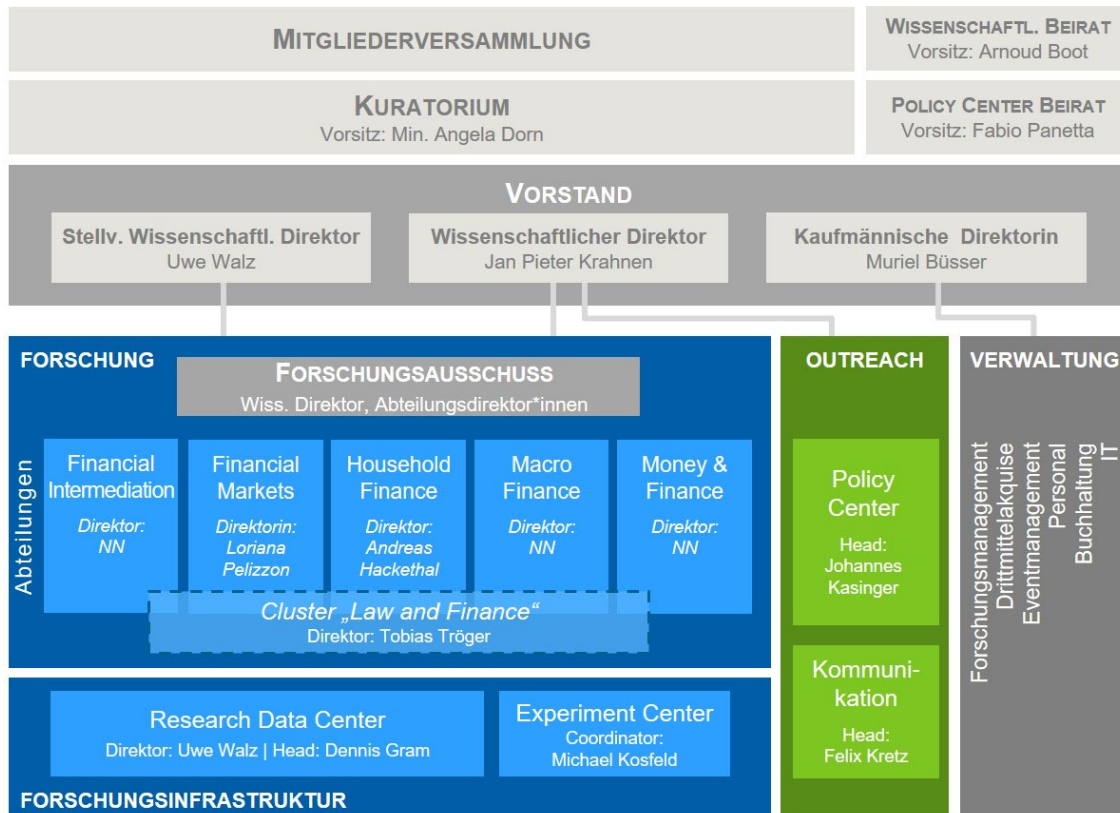 MITGLIEDERVERSAMMLUNG
WISSENSCHAFTL. BEIRAT
Vorsitz: Arnoud Boot
KURATORIUM
Vorsitz: Min. Angela Dorn
POLICY CENTER BEIRAT
Vorsitz: Fabio Panetta
VORSTAND
Stellv. Wissenschaftl. Direktor
Uwe Walz
Wissenschaftlicher Direktor
Jan Pieter Krahnen
Kaufmännische Direktorin
Muriel Büsser
FORSCHUNG
FORSCHUNGSAUSSCHUSS
Wiss. Direktor, Abteilungsdirektor*innen
Abteilungen
Financial
Intermediation
Direktor:
NN
Financial
Markets
Direktorin:
Loriana
Pelizzon
Household
Finance
Direktor:
Andreas
Hackethal
Macro
Finance
Direktor:
NN
Money &
Finance
Direktor:
NN
Cluster „Law and Finance“
Direktor: Tobias Tröger
Research Data Center
Direktor: Uwe Walz | Head: Dennis Gram
Experiment Center
Coordinator:
Michael Kosfeld
FORSCHUNGSINFRASTRUKTUR
OUTREACH
Policy
Center
Head:
Johannes
Kasinger
Kommuni-
kation
Head:
Felix Kretz
VERWALTUNG
Forschungsmanagement
Drittmittelakquise
Eventmanagement
Personal
Buchhaltung
IT